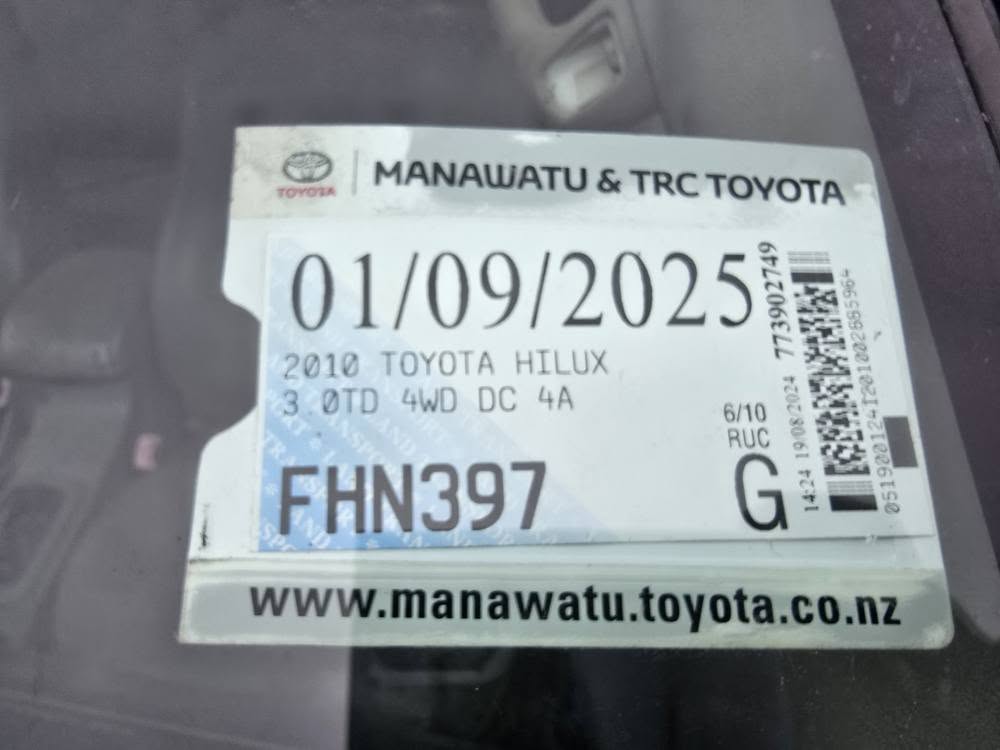 TOYOTA
MANAWATU & TRC TOYOTA
01/09/2025
2010 TOYOTA HILUX
3.0TD 4WD DC 4A
6/10
RUC
FHN397
G
14:24 19/08/2024 773902749
www.manawatu.toyota.co.nz